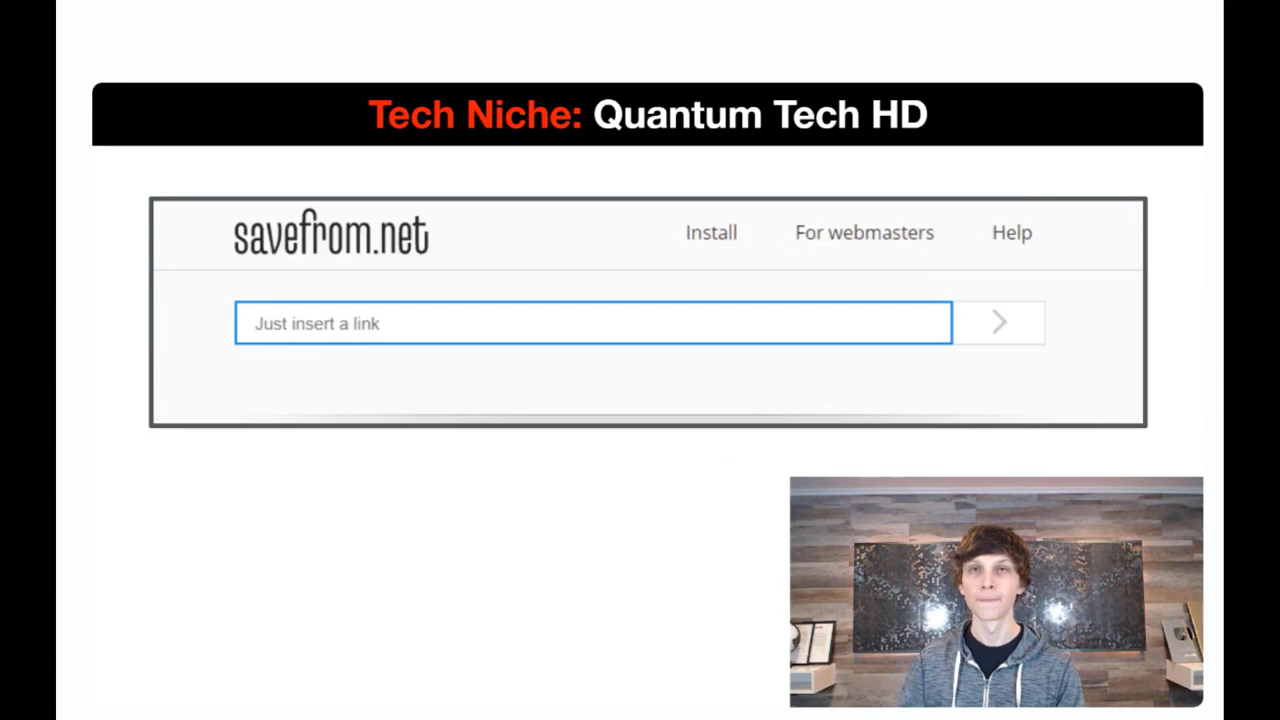 Tech Niche: Quantum Tech HD
savefrom.net
Install For webmasters Help
Just insert a link